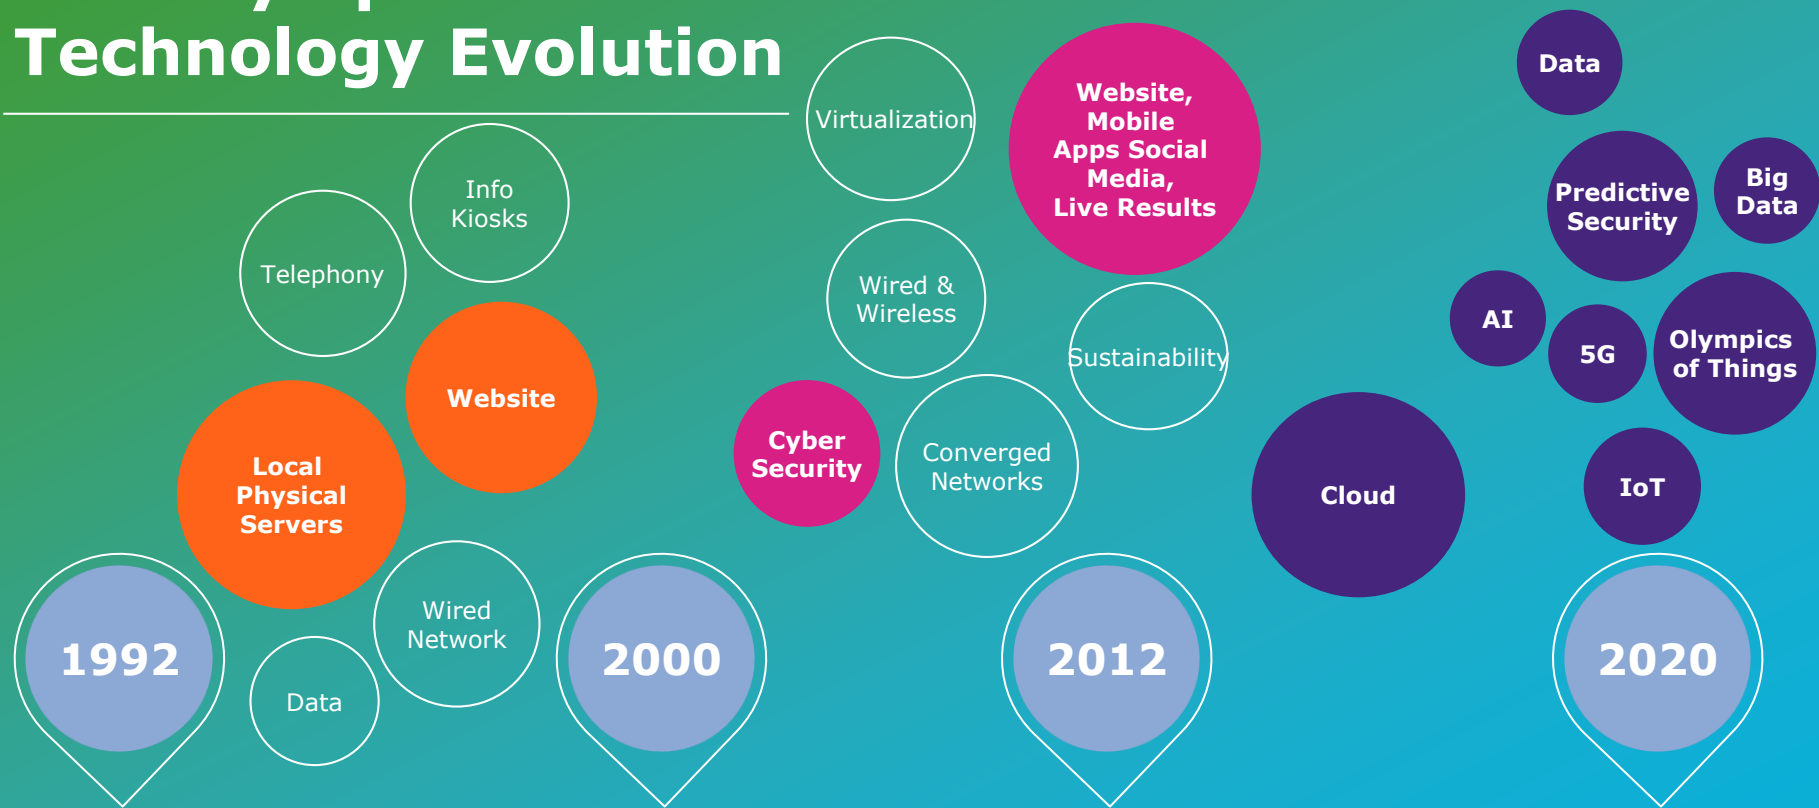 Technology Evolution
Info
Kiosks
Telephony
Website
Local
Physical
Servers
Wired
Network
Data
Virtualization
Website,
Mobile
Apps Social
Media,
Live Results
Wired &
Wireless
Sustainability
Cyber
Security
Converged
Networks
Data
Predictive
Security
Big
Data
AI
5G
Olympics
of Things
Cloud
IoT
1992
2000
2012
2020